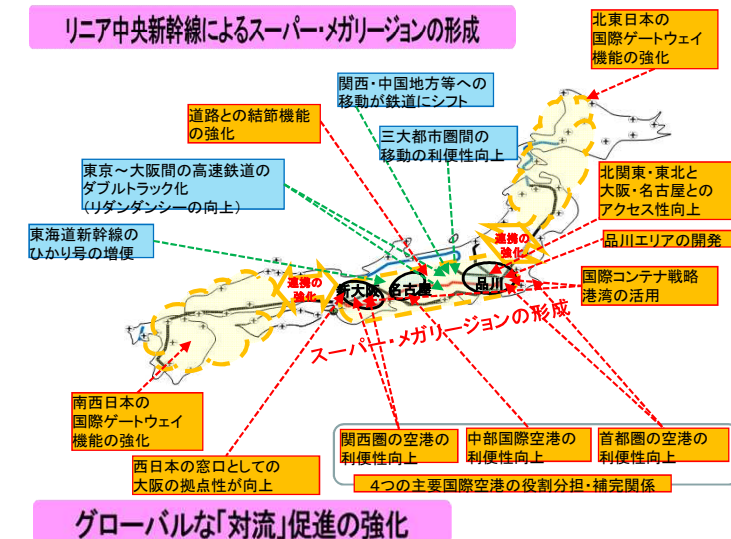 リニア中央新幹線によるスーパー・メガリージョンの形成
北東日本の
国際ゲートウェイ
機能の強化
関西・中国地方等への
移動が鉄道にシフト
道路との結節機能
の強化
三大都市圏間の
移動の利便性向上
東京～大阪間の高速鉄道の
ダブルトラック化
（リダンダンシーの向上）
北関東・東北と
大阪・名古屋との
アクセス性向上
東海道新幹線の
ひかり号の増便
連携の
強化
品川エリアの開発
連携の
強化
新大阪
名古屋
品川
国際コンテナ戦略
港湾の活用
スーパー・メガリージョンの形成
南西日本の
国際ゲートウェイ
機能の強化
関西圏の空港の
利便性向上
中部国際空港の
利便性向上
首都圏の空港の
利便性向上
西日本の窓口としての
大阪の拠点性が向上
４つの主要国際空港の役割分担・補完関係
グローバルな「対流」促進の強化